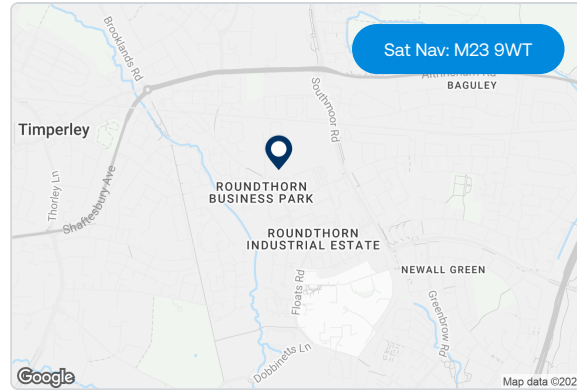 Brooklands Rd
Sat Nav: M23 9WT
Altrincham Rd
BAGULEY
Southmoor Rd
Timperley
Thorley Ln
Shaftesbury Ave
ROUNDTHORN
BUSINESS PARK
ROUNDTHORN
INDUSTRIAL ESTATE
NEWALL GREEN
Floats Rd
Greenbrow Rd
Dobbinetts Ln
Google
Map data ©202